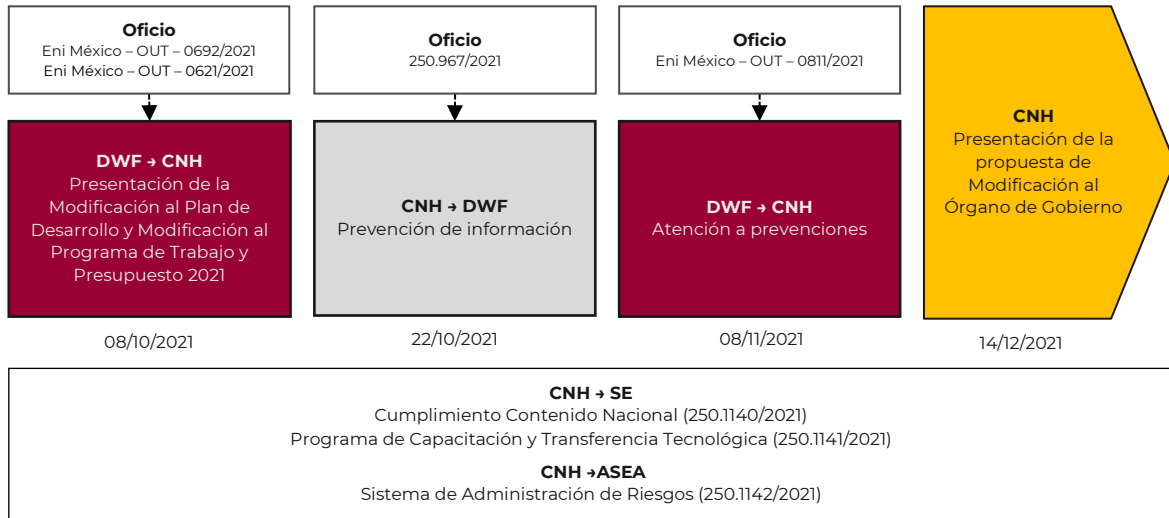 Oficio
Eni México – OUT – 0692/2021
Eni México – OUT – 0621/2021
DWF → CNH
Presentación de la
Modificación al Plan de
Desarrollo y Modificación al
Programa de Trabajo y
Presupuesto 2021
08/10/2021
Oficio
250.967/2021
CNH → DWF
Prevención de información
22/10/2021
Oficio
Eni México – OUT – 0811/2021
DWF → CNH
Atención a prevenciones
08/11/2021
CNH
Presentación de la
propuesta de
Modificación al
Órgano de Gobierno
14/12/2021
CNH → SE
Cumplimiento Contenido Nacional (250.1140/2021)
Programa de Capacitación y Transferencia Tecnológica (250.1141/2021)
CNH →ASEA
Sistema de Administración de Riesgos (250.1142/2021)